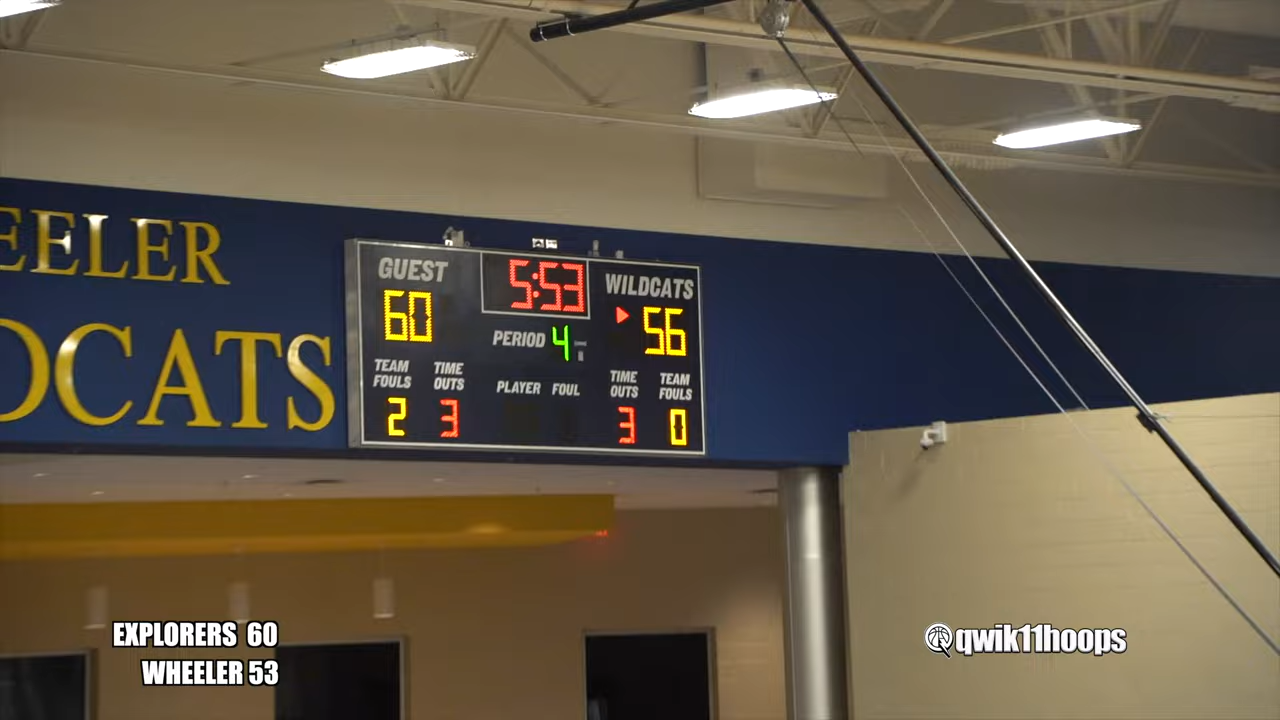 EELER
DCATS
GUEST
5:53
WILDCATS
60
56
PERIOD 4
TEAM FOULS
TIME OUTS
PLAYER FOUL
TIME OUTS
TEAM FOULS
2
3
3
0
EXPLORERS 60
WHEELER 53
qwik11hoops